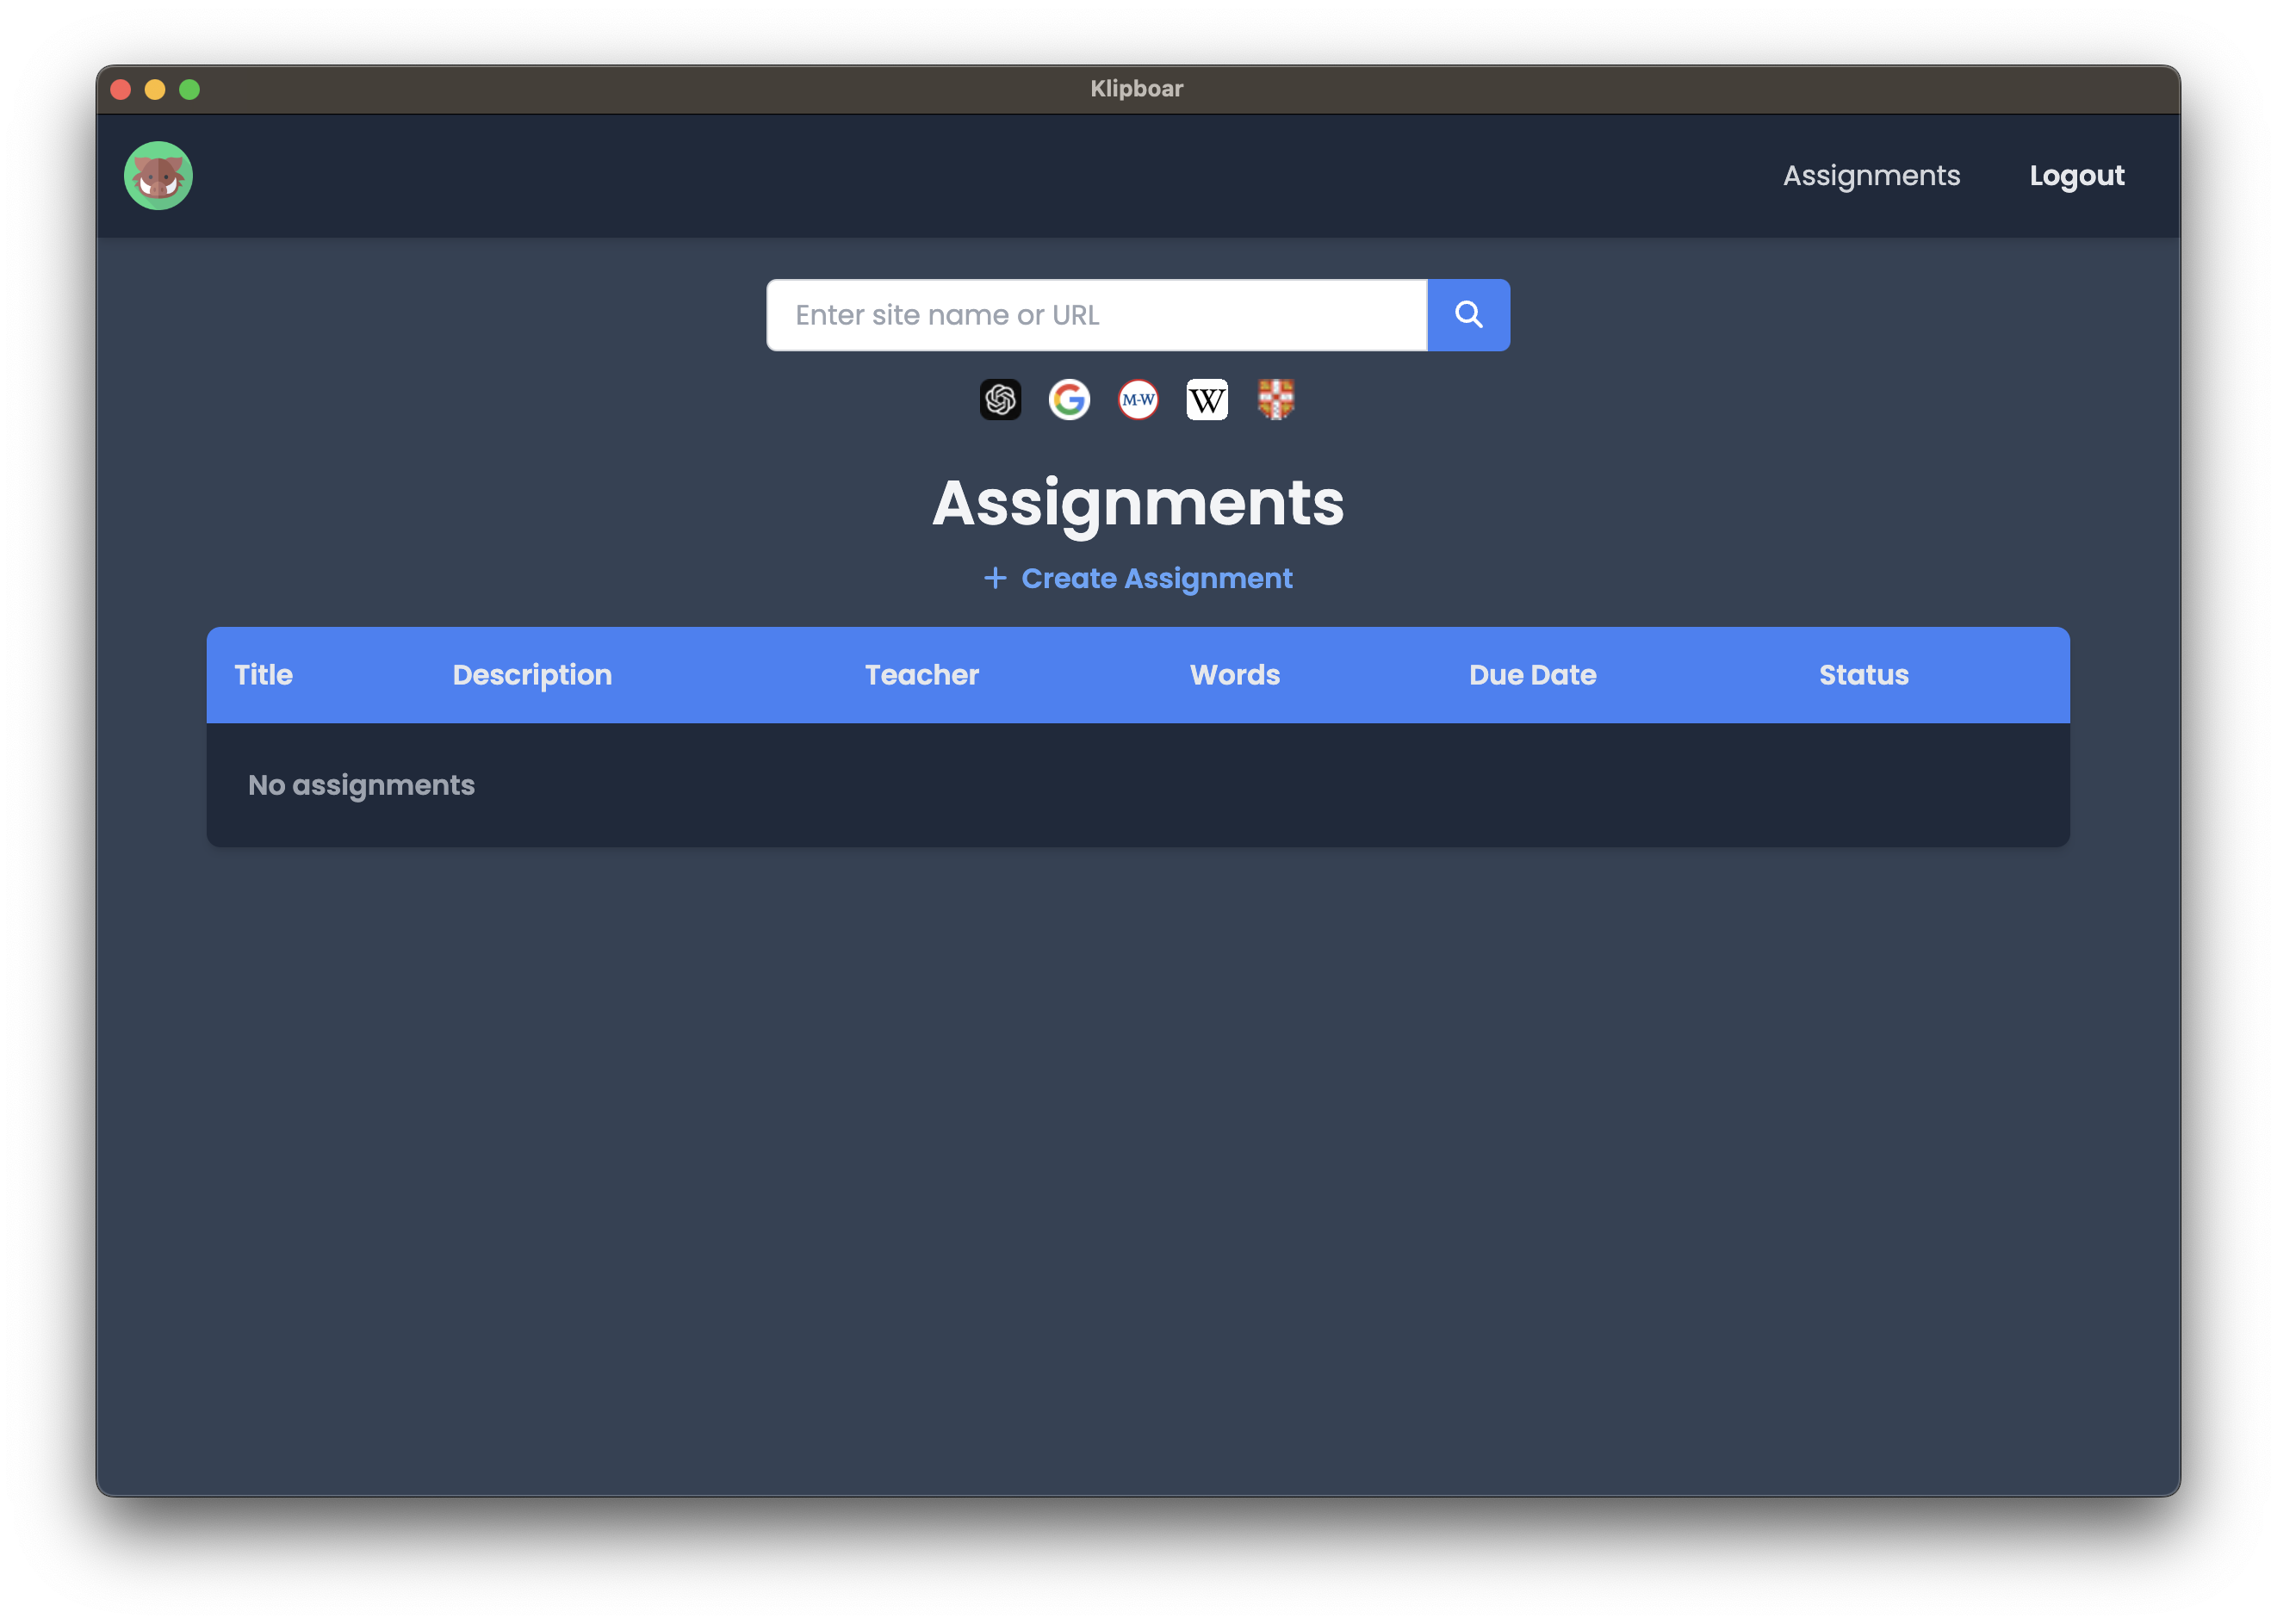 Klipboar
Assignments Logout
Enter site name or URL
G M-W W
Assignments
+ Create Assignment
Title Description Teacher Words Due Date Status
No assignments